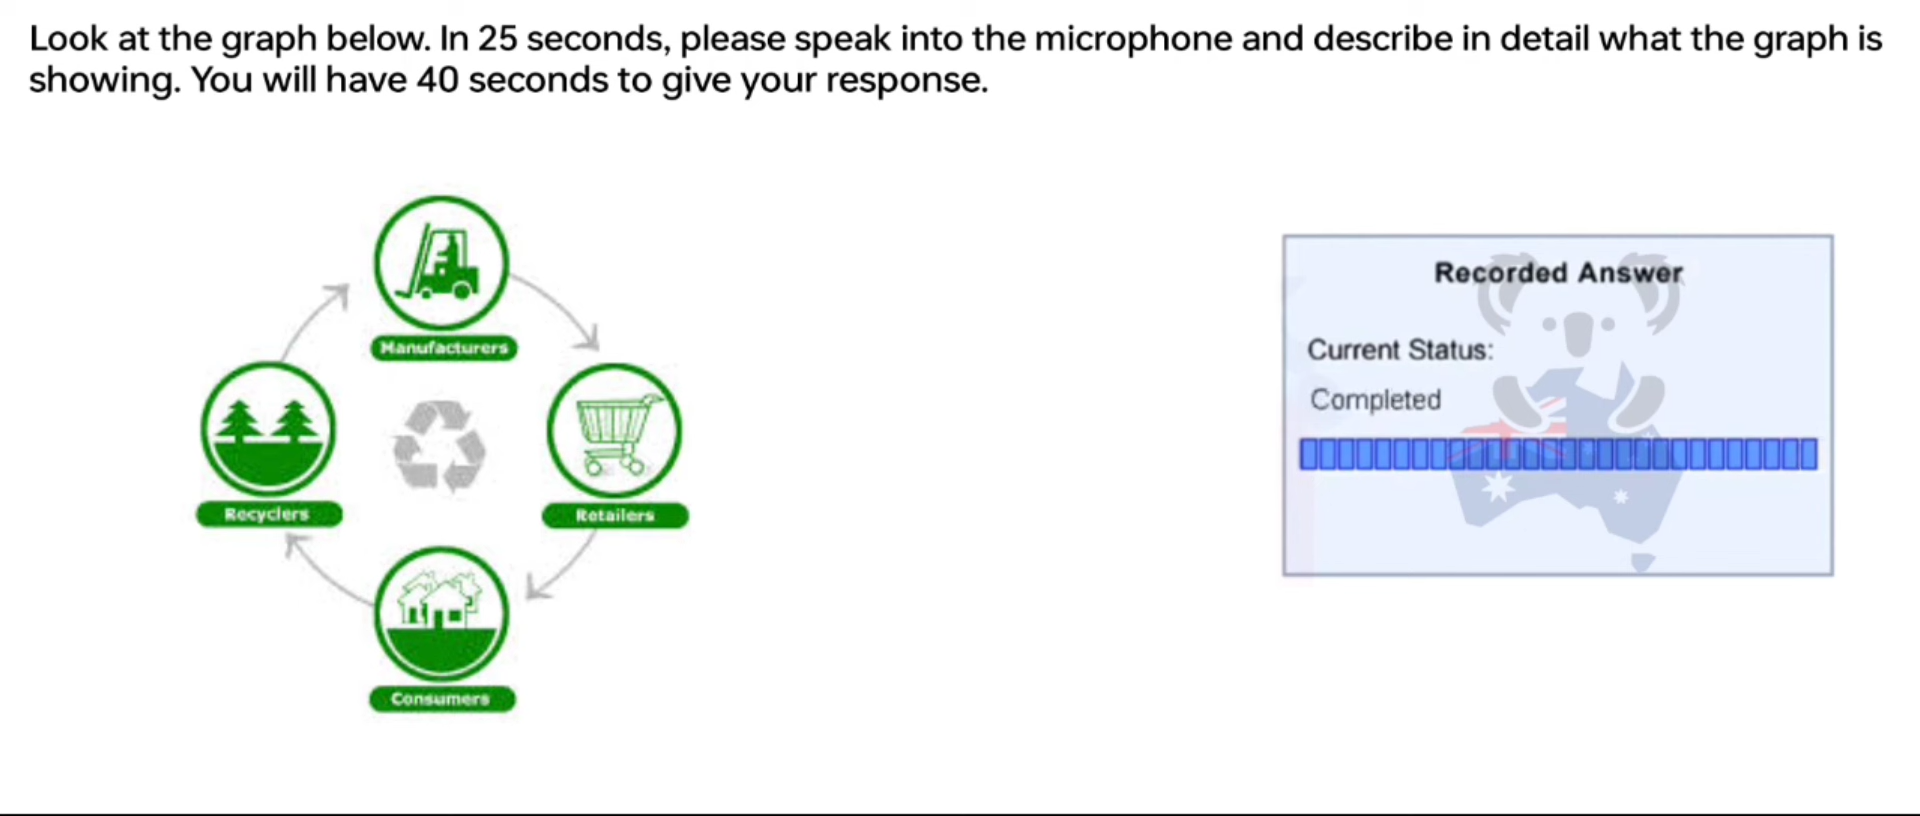 Look at the graph below. In 25 seconds, please speak into the microphone and describe in detail what the graph is
showing. You will have 40 seconds to give your response.
Manufacturers
Recyclers
Retailers
Consumers
Recorded Answer
Current Status:
Completed